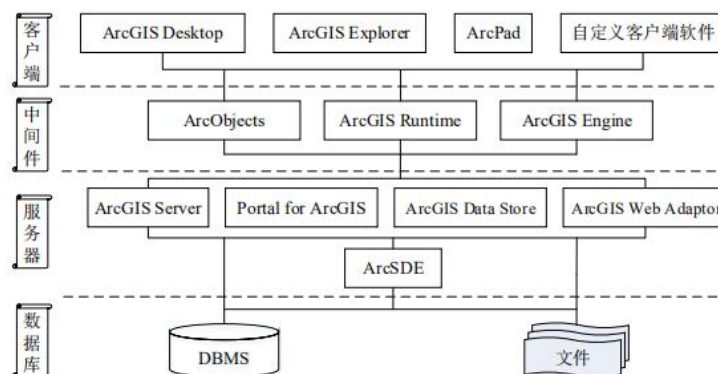 客户端
ArcGIS Desktop
ArcGIS Explorer
ArcPad
自定义客户端软件
中间件
ArcObjects
ArcGIS Runtime
ArcGIS Engine
服务器
ArcGIS Server
Portal for ArcGIS
ArcGIS Data Store
ArcGIS Web Adaptor
ArcSDE
数据库
DBMS
文件